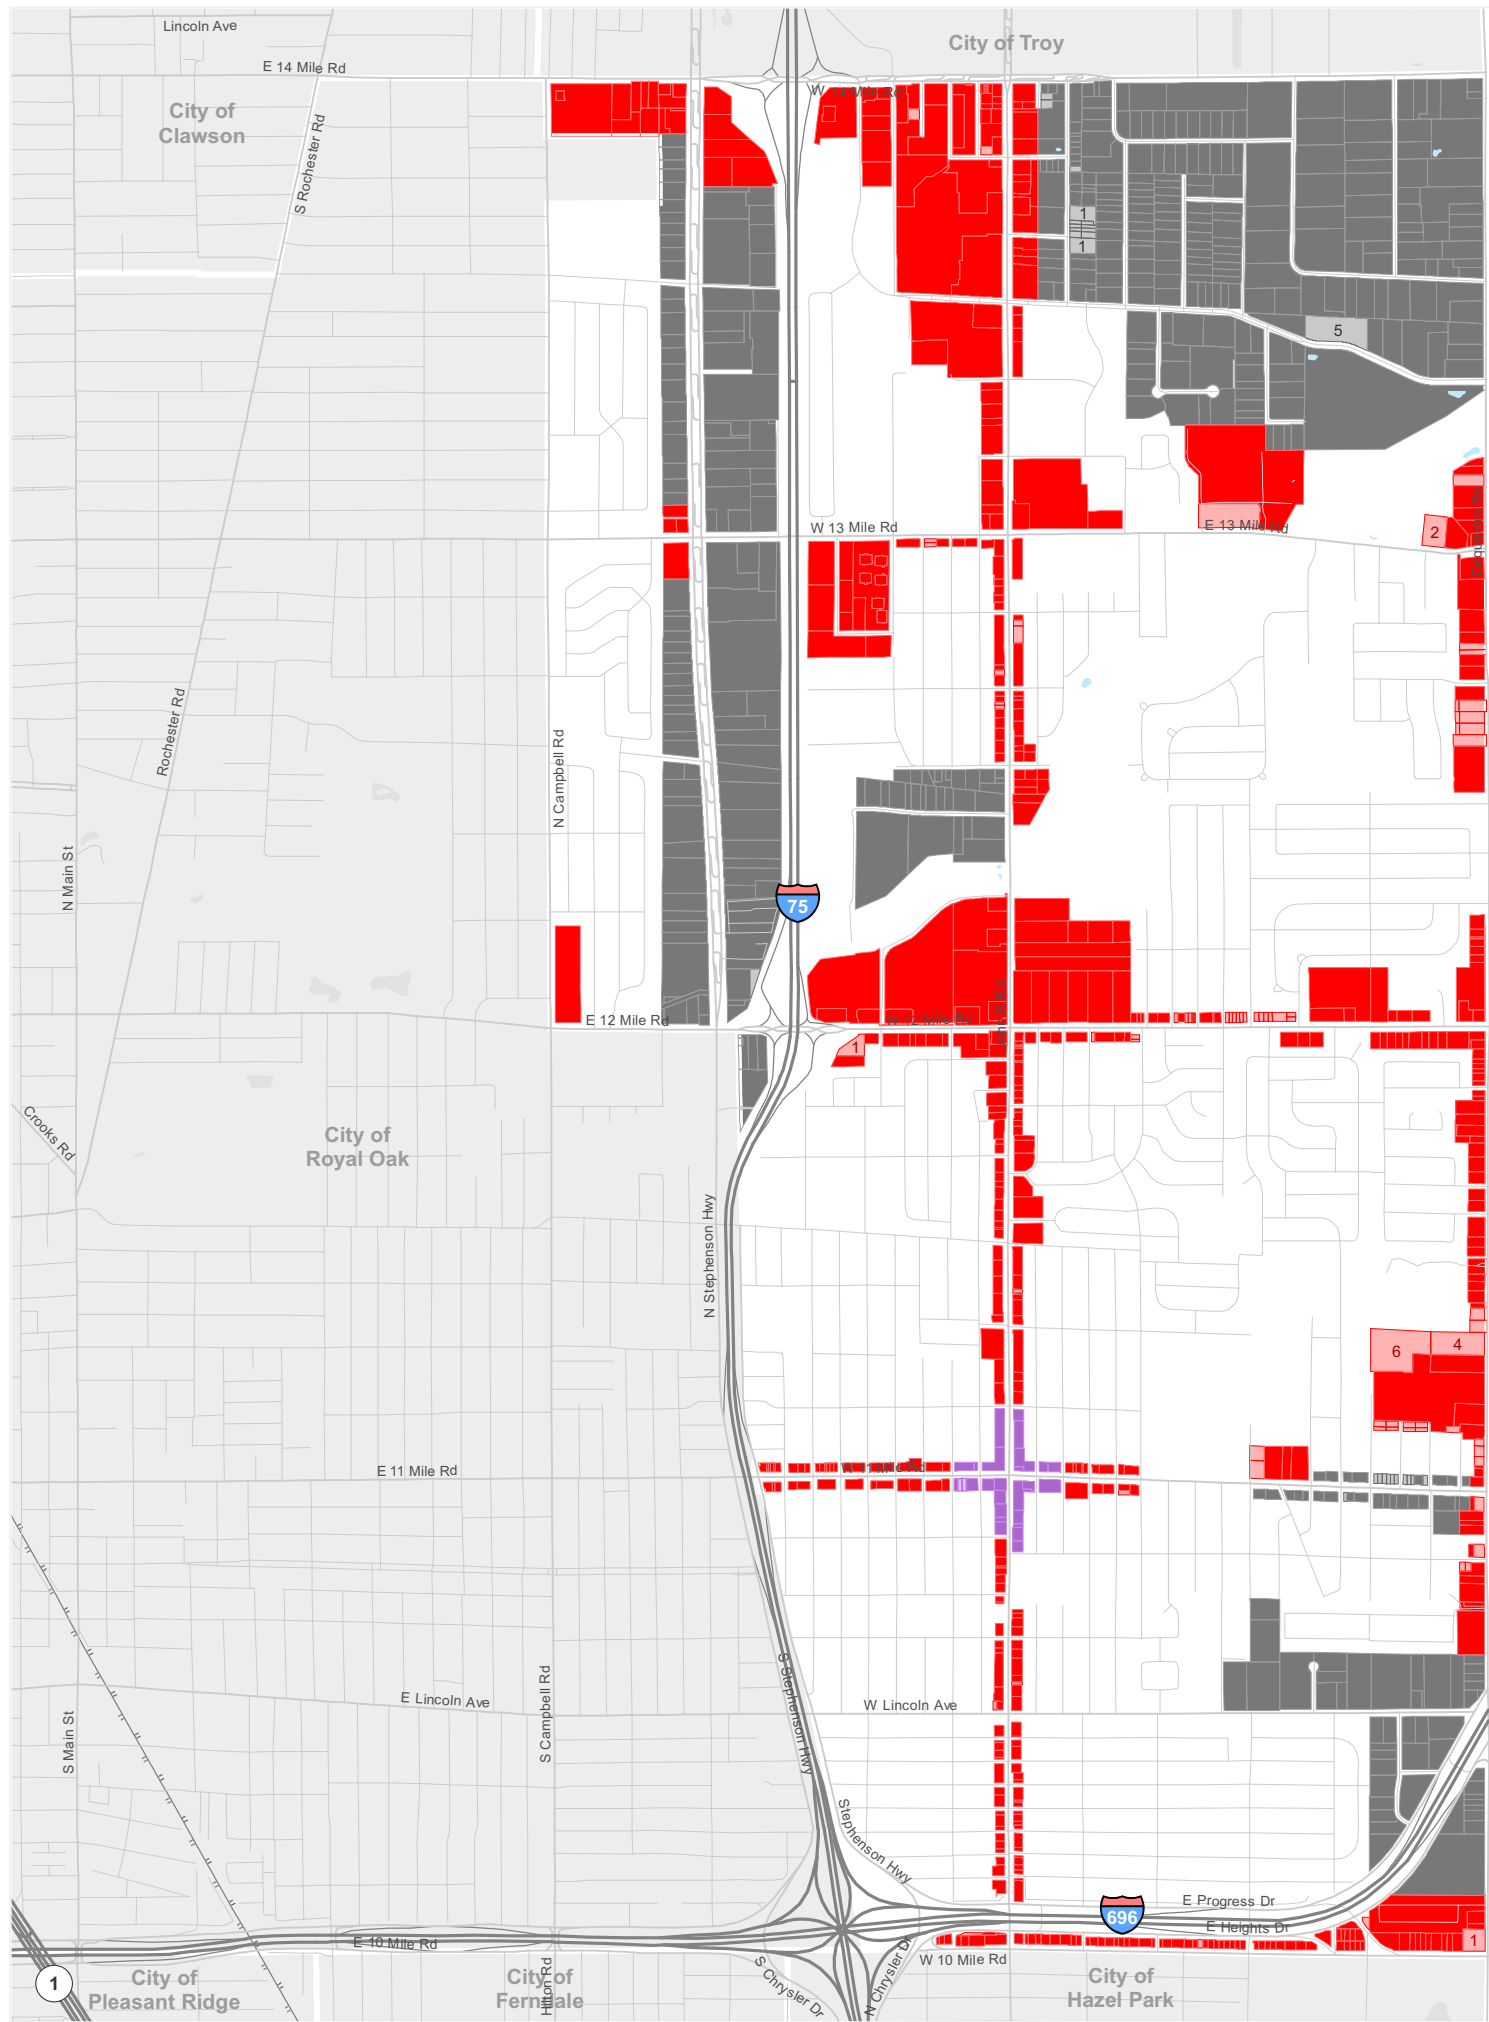 Lincoln Ave
City of Troy
E 14 Mile Rd
W 14 Mile Rd
City of
Clawson
S Rochester Rd
1
1
5
W 13 Mile Rd
E 13 Mile Rd
2
Dequindre Rd
Rochester Rd
N Campbell Rd
N Main St
75
E 12 Mile Rd
W 12 Mile Rd
John R Rd
1
Crooks Rd
City of
Royal Oak
N Stephenson Hwy
6
4
E 11 Mile Rd
W 11 Mile Rd
S Stephenson Hwy
E Lincoln Ave
W Lincoln Ave
S Main St
S Campbell Rd
Stephenson Hwy
E Progress Dr
696
E Heights Dr
1
E 10 Mile Rd
W 10 Mile Rd
S Chrysler Dr
N Chrysler Dr
Hilton Rd
1
City of
Pleasant Ridge
City of
Ferndale
City of
Hazel Park